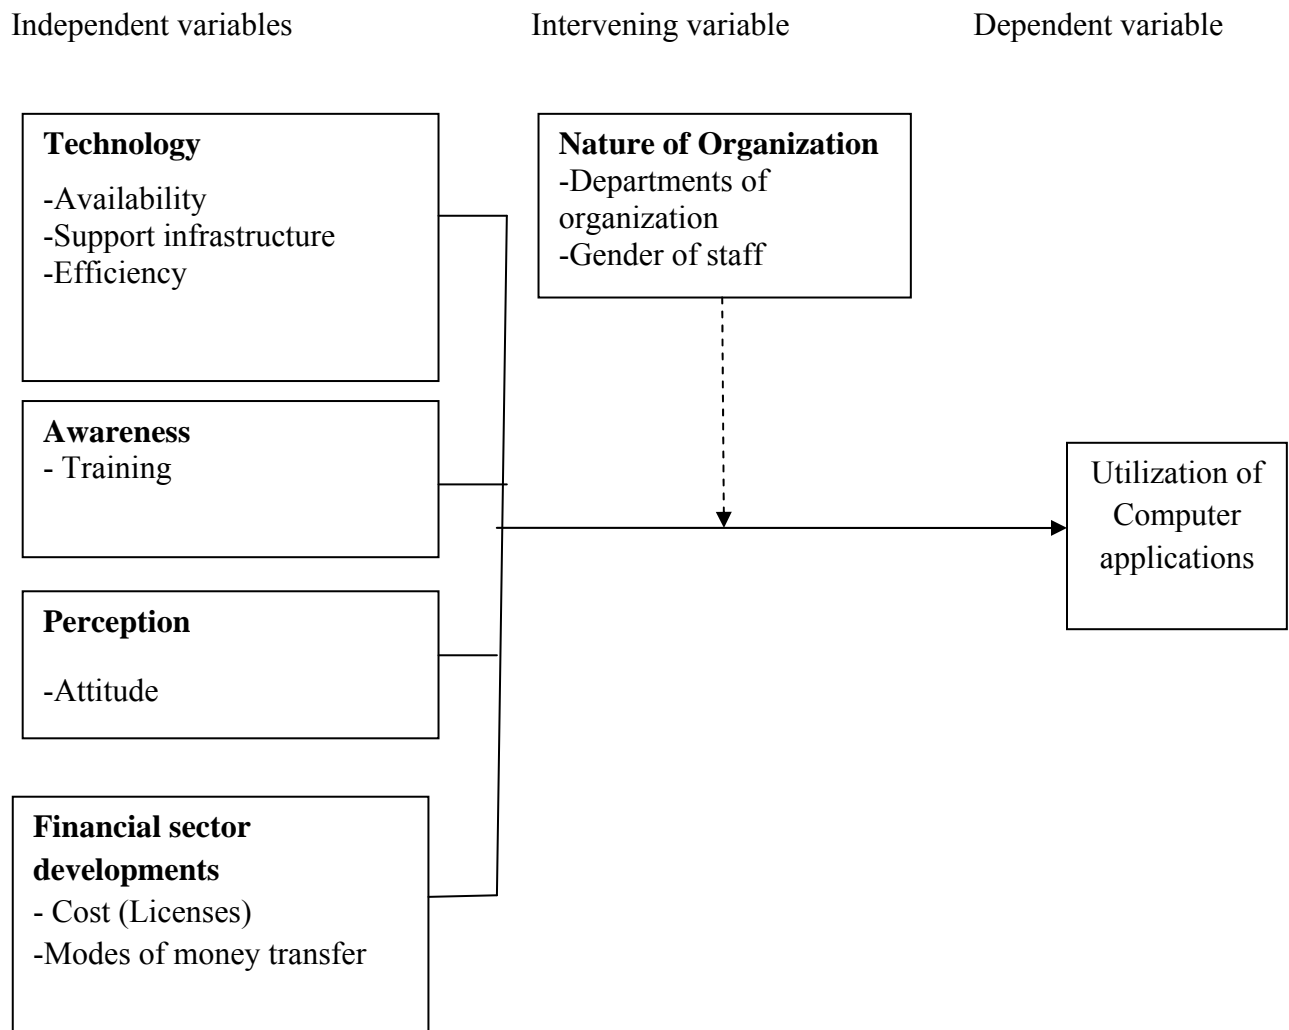 Independent variables
Intervening variable
Dependent variable
Technology
-Availability
-Support infrastructure
-Efficiency
Nature of Organization
-Departments of
organization
-Gender of staff
Awareness
- Training
Utilization of
Computer
applications
Perception
-Attitude
Financial sector
developments
- Cost (Licenses)
-Modes of money transfer